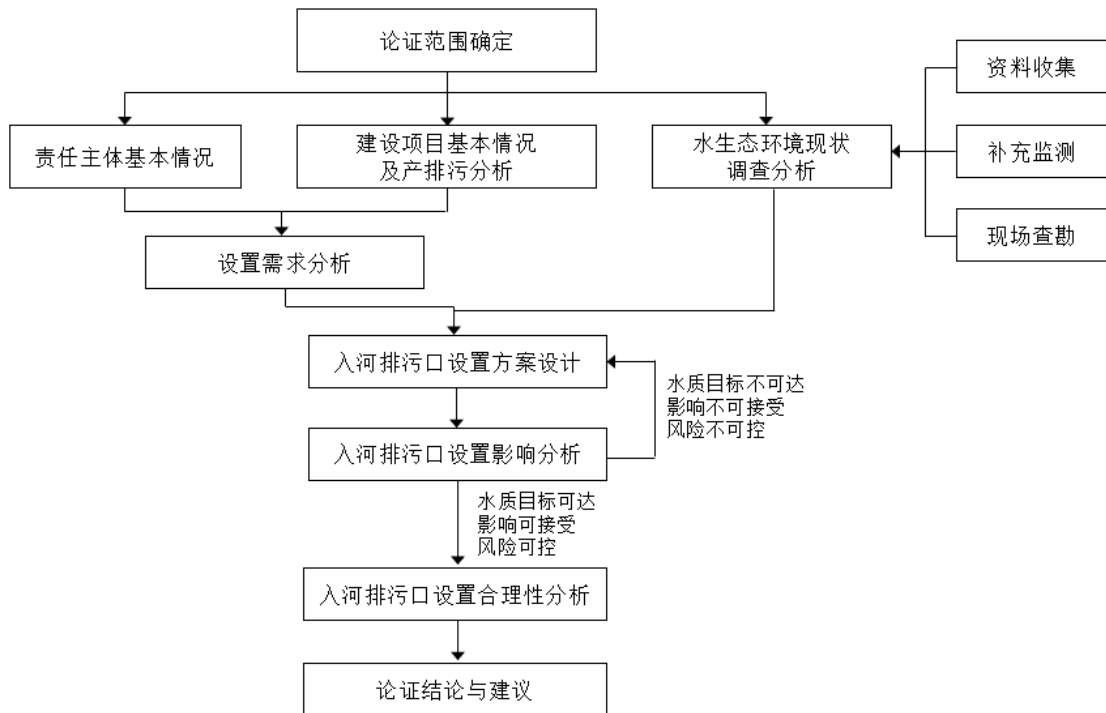 论证范围确定
资料收集
责任主体基本情况
建设项目基本情况
及产排污分析
水生态环境现状
调查分析
补充监测
现场查勘
设置需求分析
入河排污口设置方案设计
水质目标不可达
影响不可接受
风险不可控
入河排污口设置影响分析
水质目标可达
影响可接受
风险可控
入河排污口设置合理性分析
论证结论与建议